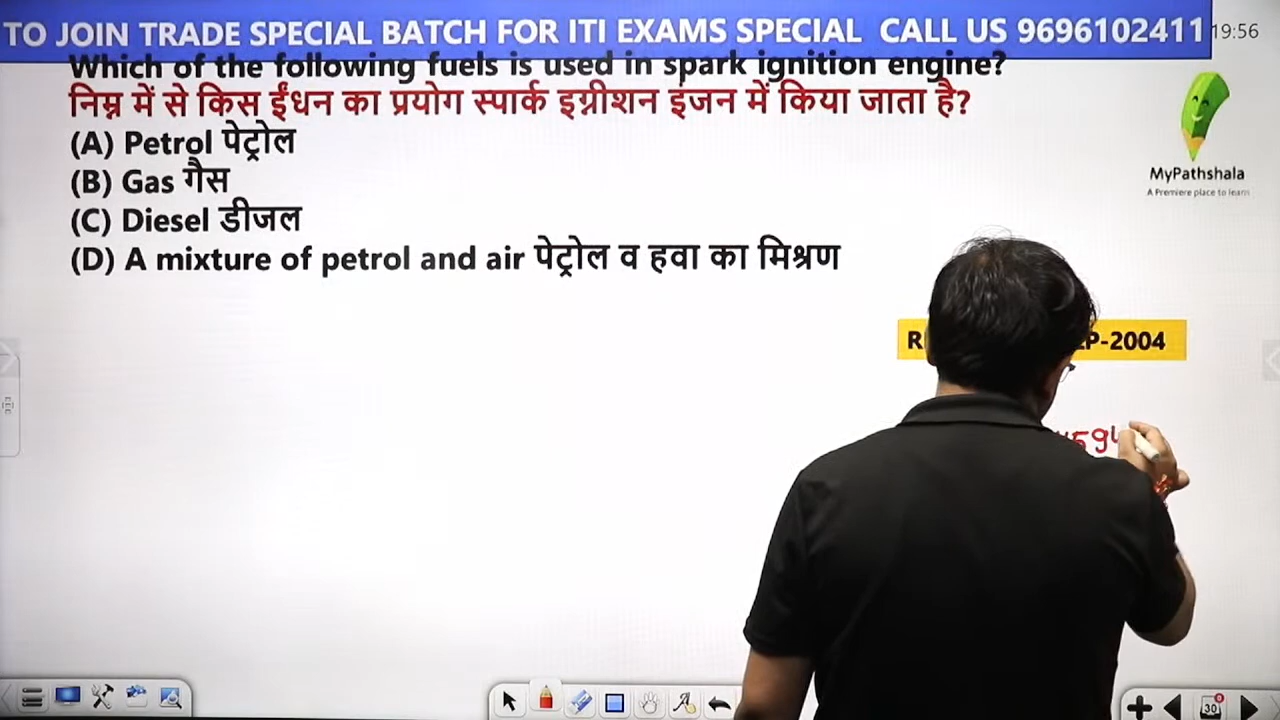 TO JOIN TRADE SPECIAL BATCH FOR ITI EXAMS SPECIAL CALL US 9696102411
19:56
Which of the following fuels is used in spark ignition engine?
निम्न में से किस ईंधन का प्रयोग स्पार्क इग्नीशन इंजन में किया जाता है?
(A) Petrol पेट्रोल
(B) Gas गैस
(C) Diesel डीजल
(D) A mixture of petrol and air पेट्रोल व हवा का मिश्रण
MyPathshala
A Premiere place to learn
P-2004
30